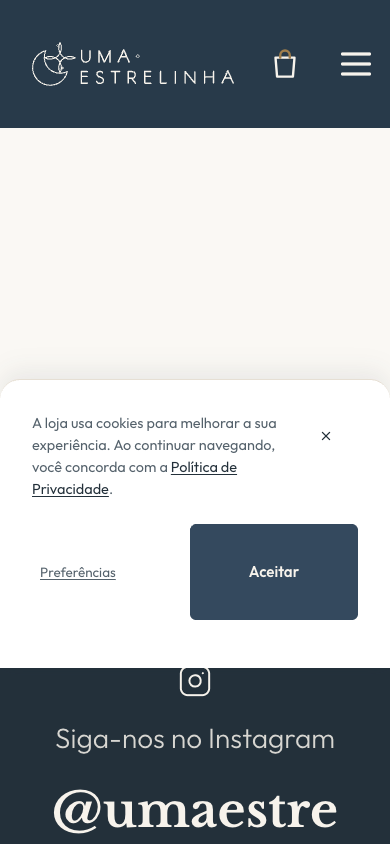 UMA
ESTRELINHA
A loja usa cookies para melhorar a sua
experiência. Ao continuar navegando,
você concorda com a Política de
Privacidade.
Preferências
Aceitar
Siga-nos no Instagram
@umaestre